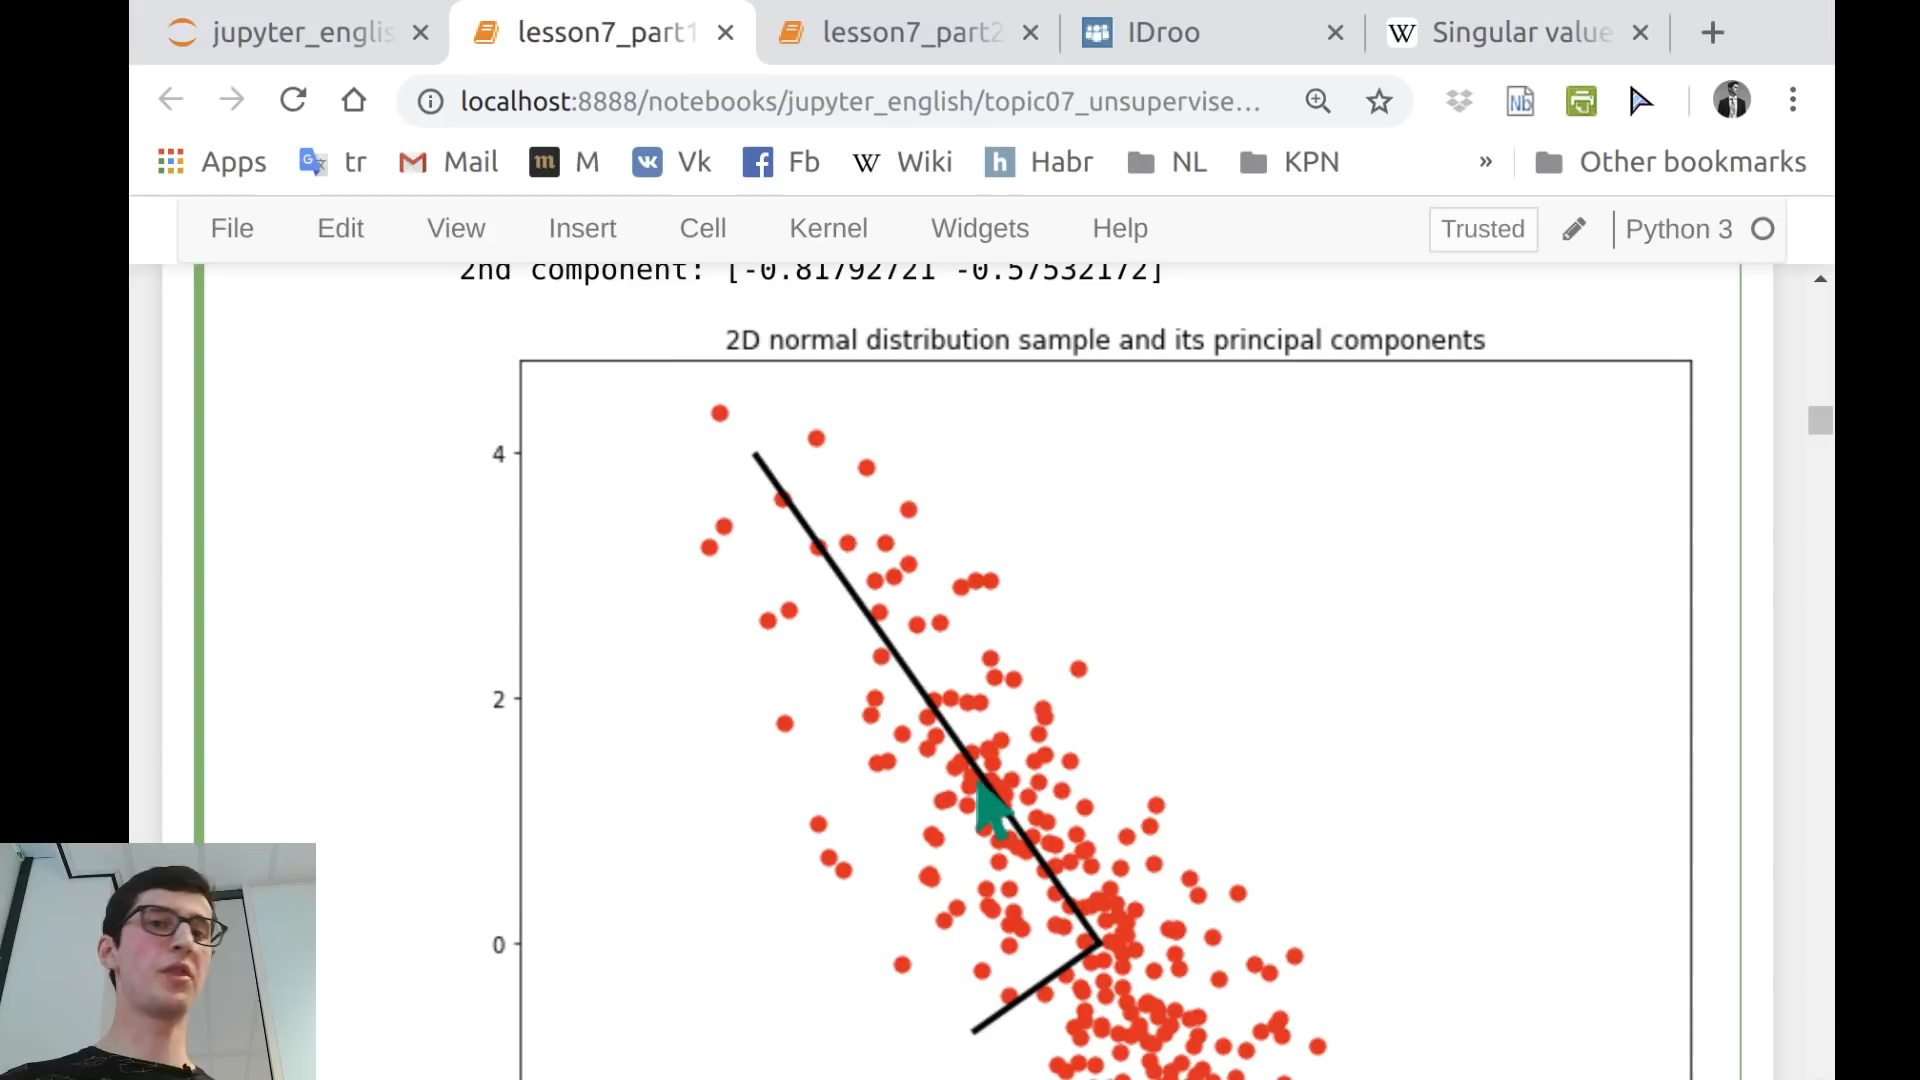 jupyter_englis
lesson7_part1
lesson7_part2
IDroo
W Singular value
localhost:8888/notebooks/jupyter_english/topic07_unsupervise...
Nb
Apps
tr
Mail
m M
Vk
Fb
W Wiki
h Habr
NL
KPN
»
Other bookmarks
File Edit View Insert Cell Kernel Widgets Help
Trusted
Python 3
2nd component: [-0.81792721 -0.57532172]
2D normal distribution sample and its principal components
4
2
0